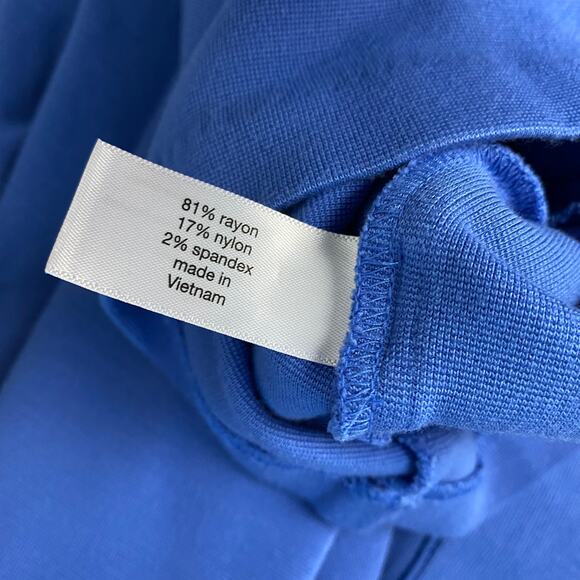 81% rayon
17% nylon
2% spandex
made in
Vietnam